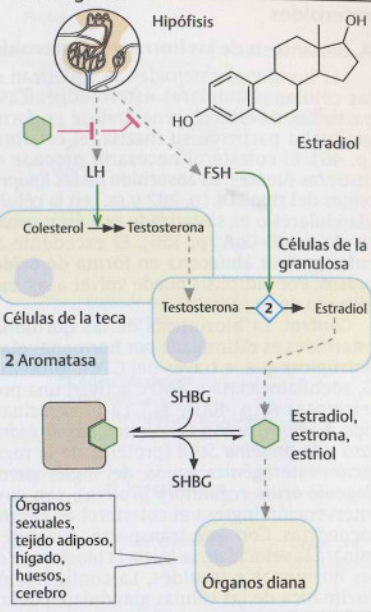 Hipófisis
OH
HO
Estradiol
LH
FSH
Colesterol
Testosterona
Células de la
granulosa
Testosterona
2
Estradiol
Células de la teca
2 Aromatasa
SHBG
Estradiol,
estrona,
estriol
SHBG
Órganos
sexuales,
tejido adiposo,
hígado,
huesos,
cerebro
Órganos diana